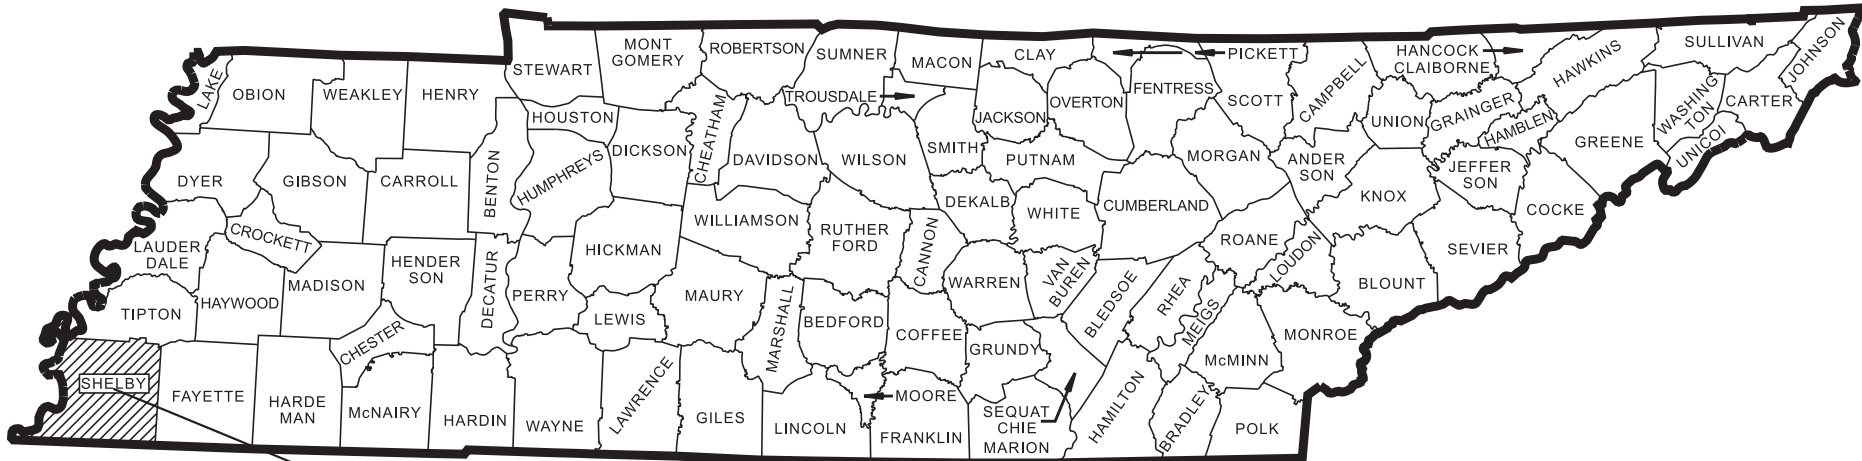 LAKE
OBION
WEAKLEY
HENRY
STEWART
MONT
GOMERY
ROBERTSON
SUMNER
MACON
CLAY
PICKETT
HANCOCK
CLAIBORNE
HAWKINS
SULLIVAN
JOHNSON
TROUSDALE
JACKSON
OVERTON
FENTRESS
SCOTT
CAMPBELL
UNION
GRAINGER
HAMBLEN
GREENE
WASHING
TON
UNICOI
CARTER
HOUSTON
DICKSON
CHEATHAM
DAVIDSON
WILSON
SMITH
PUTNAM
MORGAN
ANDER
SON
JEFFER
SON
KNOX
COCKE
DYER
GIBSON
CARROLL
BENTON
HUMPHREYS
WILLIAMSON
RUTHER
FORD
CANNON
DEKALB
WHITE
CUMBERLAND
ROANE
LOUDON
SEVIER
BLOUNT
LAUDER
DALE
CROCKETT
HAYWOOD
MADISON
HENDER
SON
DECATUR
PERRY
HICKMAN
LEWIS
MAURY
MARSHALL
BEDFORD
COFFEE
WARREN
VAN
BUREN
BLEDSOE
RHEA
MEIGS
MONROE
TIPTON
CHESTER
GRUNDY
McMINN
SHELBY
FAYETTE
HARDE
MAN
McNAIRY
HARDIN
WAYNE
LAWRENCE
GILES
LINCOLN
MOORE
FRANKLIN
SEQUAT
CHIE
MARION
HAMILTON
BRADLEY
POLK